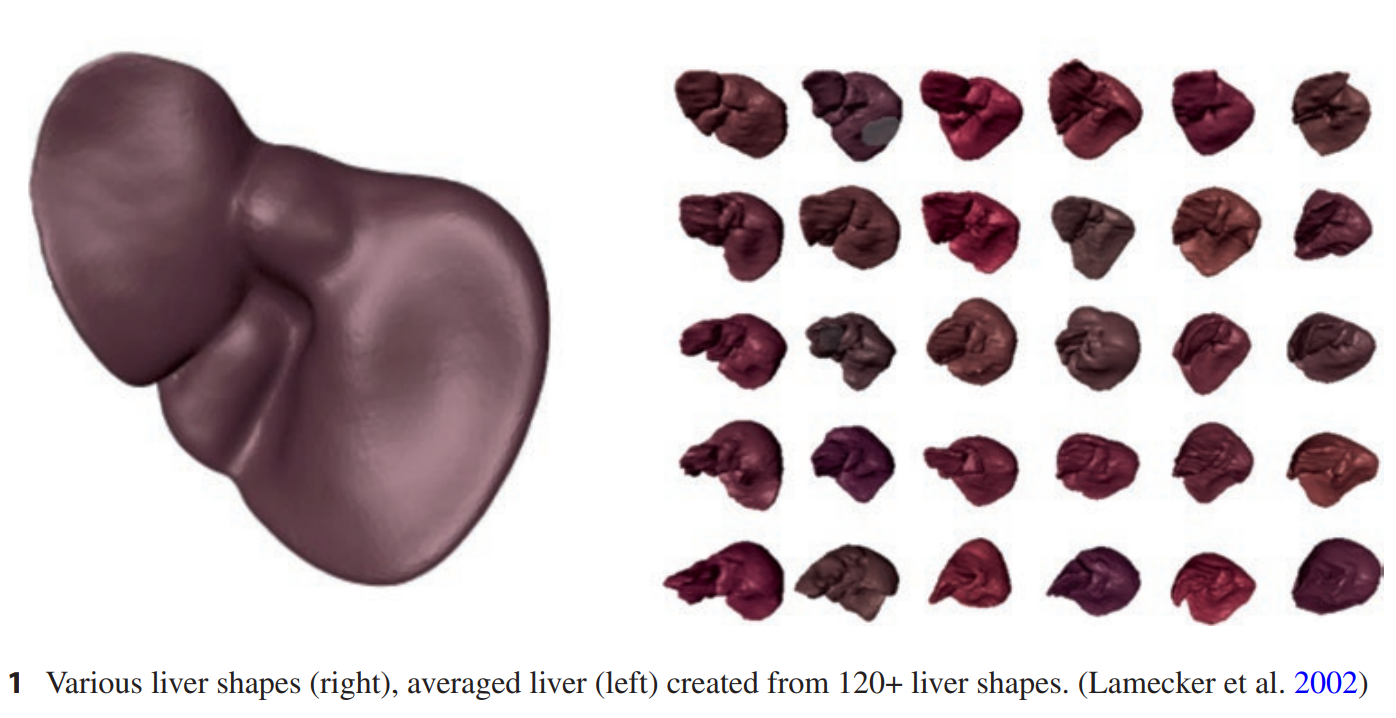 1 Various liver shapes (right), averaged liver (left) created from 120+ liver shapes. (Lamecker et al. 2002)